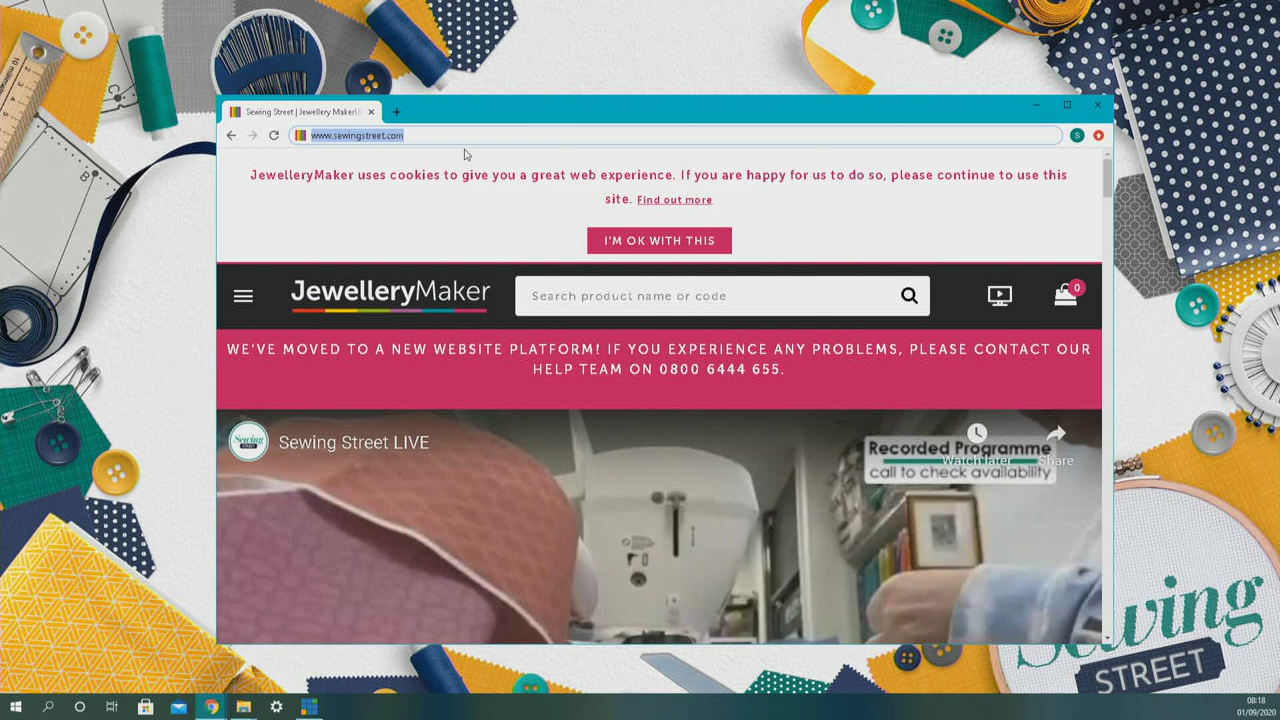 Sewing Street | Jewellery Maker
www.sewingstreet.com
S
JewelleryMaker uses cookies to give you a great web experience. If you are happy for us to do so, please continue to use this
site. Find out more
I'M OK WITH THIS
JewelleryMaker
Search product name or code
0
WE'VE MOVED TO A NEW WEBSITE PLATFORM! IF YOU EXPERIENCE ANY PROBLEMS, PLEASE CONTACT OUR
HELP TEAM ON 0800 6444 655.
Sewing STREET
Sewing Street LIVE
Recorded Programme
Watch later
Share
call to check availability
Sewing
STREET
B
08:18
01/09/2020